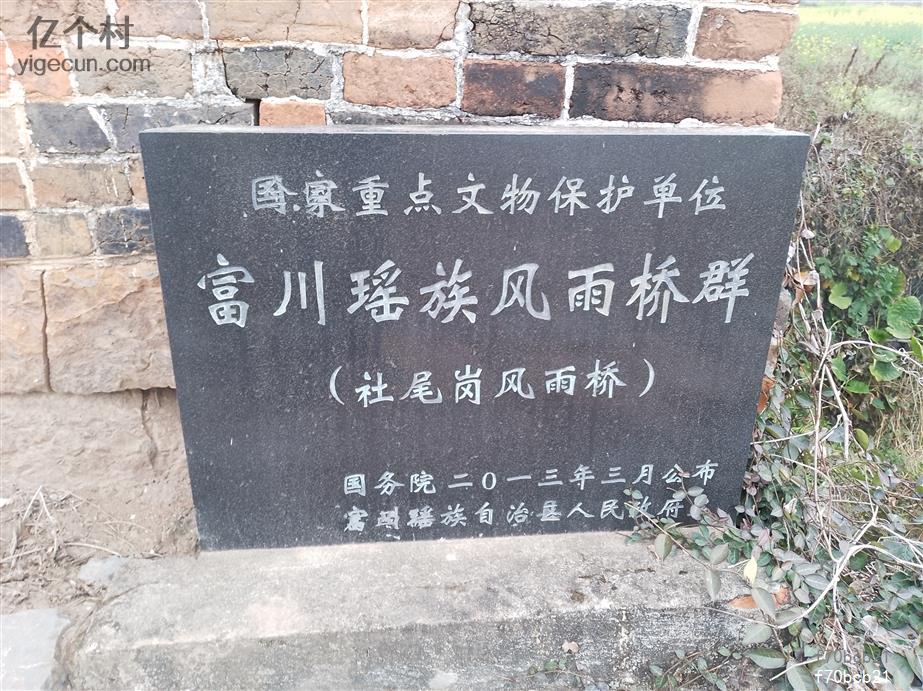 亿个村
yigecun.com
国家重点文物保护单位
富川瑶族风雨桥群
（社尾岗风雨桥）
国务院二〇一三年三月公布
富川瑶族自治县人民政府
f70bcb21